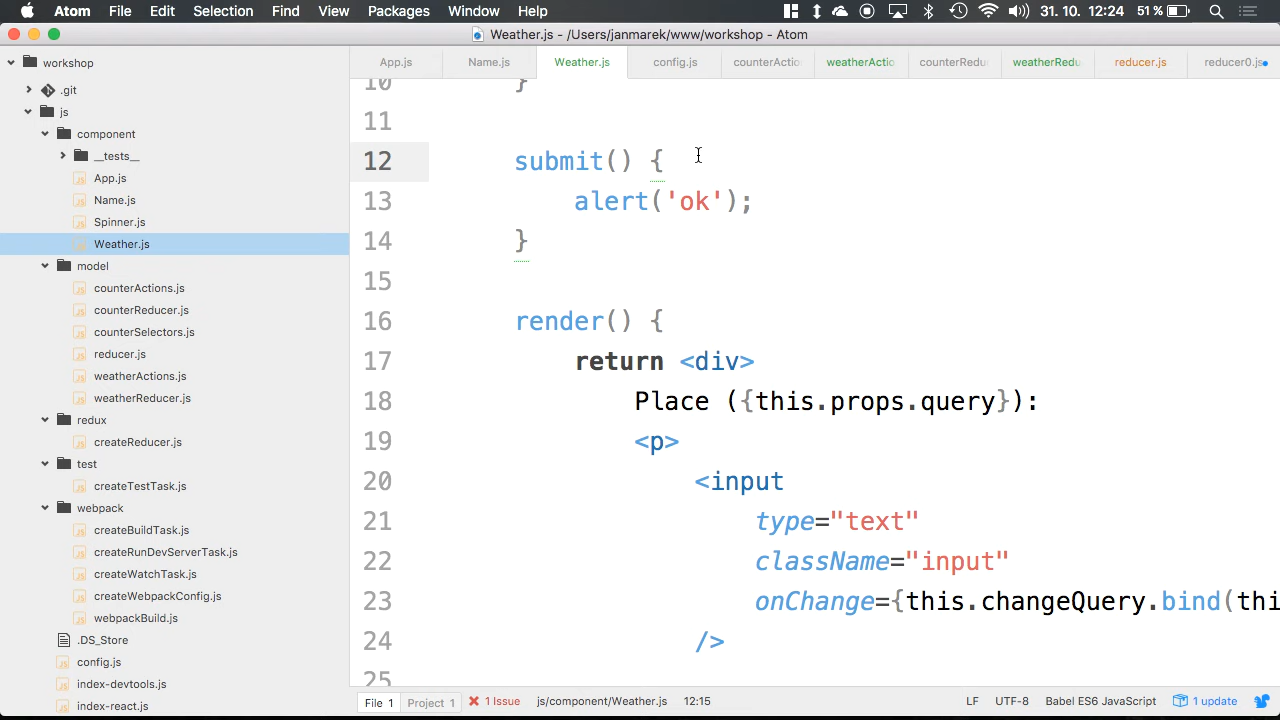 Atom File Edit Selection Find View Packages Window Help 31. 10. 12:24 51%
Weather.js - /Users/janmarek/www/workshop - Atom
workshop
.git
js
component
__tests__
App.js
Name.js
Spinner.js
Weather.js
model
counterActions.js
counterReducer.js
counterSelectors.js
reducer.js
weatherActions.js
weatherReducer.js
redux
createReducer.js
test
createTestTask.js
webpack
createBuildTask.js
createRunDevServerTask.js
createWatchTask.js
createWebpackConfig.js
webpackBuild.js
.DS_Store
config.js
index-devtools.js
index-react.js
App.js Name.js Weather.js config.js counterActio weatherActio counterRedu weatherRedu reducer.js reducer0.js
10 }
11
12 submit() {
13 alert('ok');
14 }
15
16 render() {
17 return <div>
18 Place ({this.props.query}):
19 <p>
20 <input
21 type="text"
22 className="input"
23 onChange={this.changeQuery.bind(thi
24 />
25
File 1 Project 1 1 Issue js/component/Weather.js 12:15 LF UTF-8 Babel ES6 JavaScript 1 update